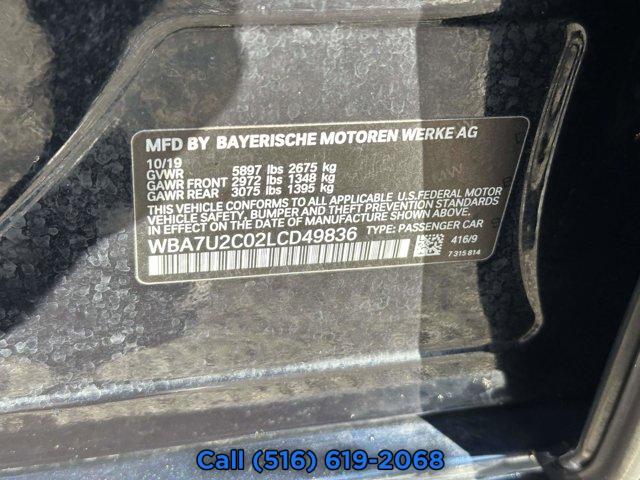 MFD BY BAYERISCHE MOTOREN WERKE AG
10/19
GVWR 5897 lbs 2675 kg
GAWR FRONT 2972 lbs 1348 kg
GAWR REAR 3075 lbs 1395 kg
THIS VEHICLE CONFORMS TO ALL APPLICABLE U.S.FEDERAL MOTOR
VEHICLE SAFETY, BUMPER AND THEFT PREVENTION STANDARDS
IN EFFECT ON THE DATE OF MANUFACTURE SHOWN ABOVE.
WBA7U2C02LCD49836 TYPE: PASSENGER CAR
416/9
7 315 814
Call (516) 619-2068